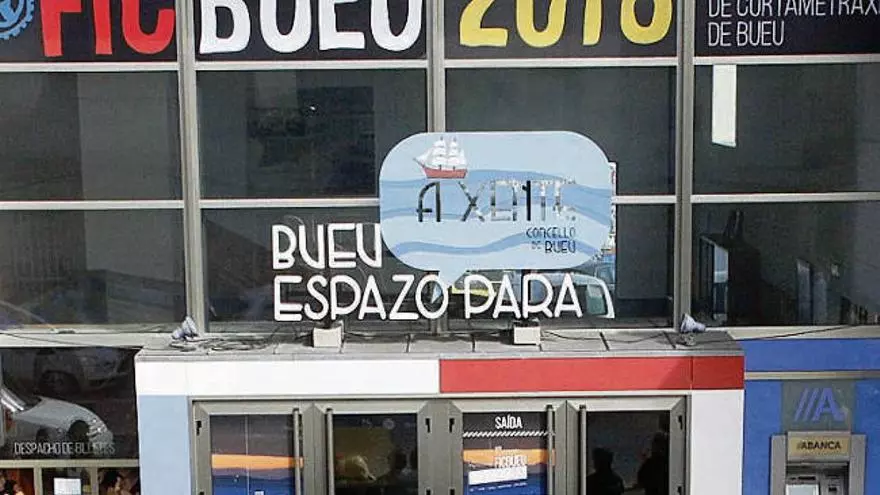 FIC BUEU 2018
DE CURTAMETRAXES
DE BUEU
A XENTE
CONCELLO
DE BUEU
BUEU
ESPAZO PARA
DESPACHO DE BILLETES
SAÍDA
FICBUEU
ABANCA